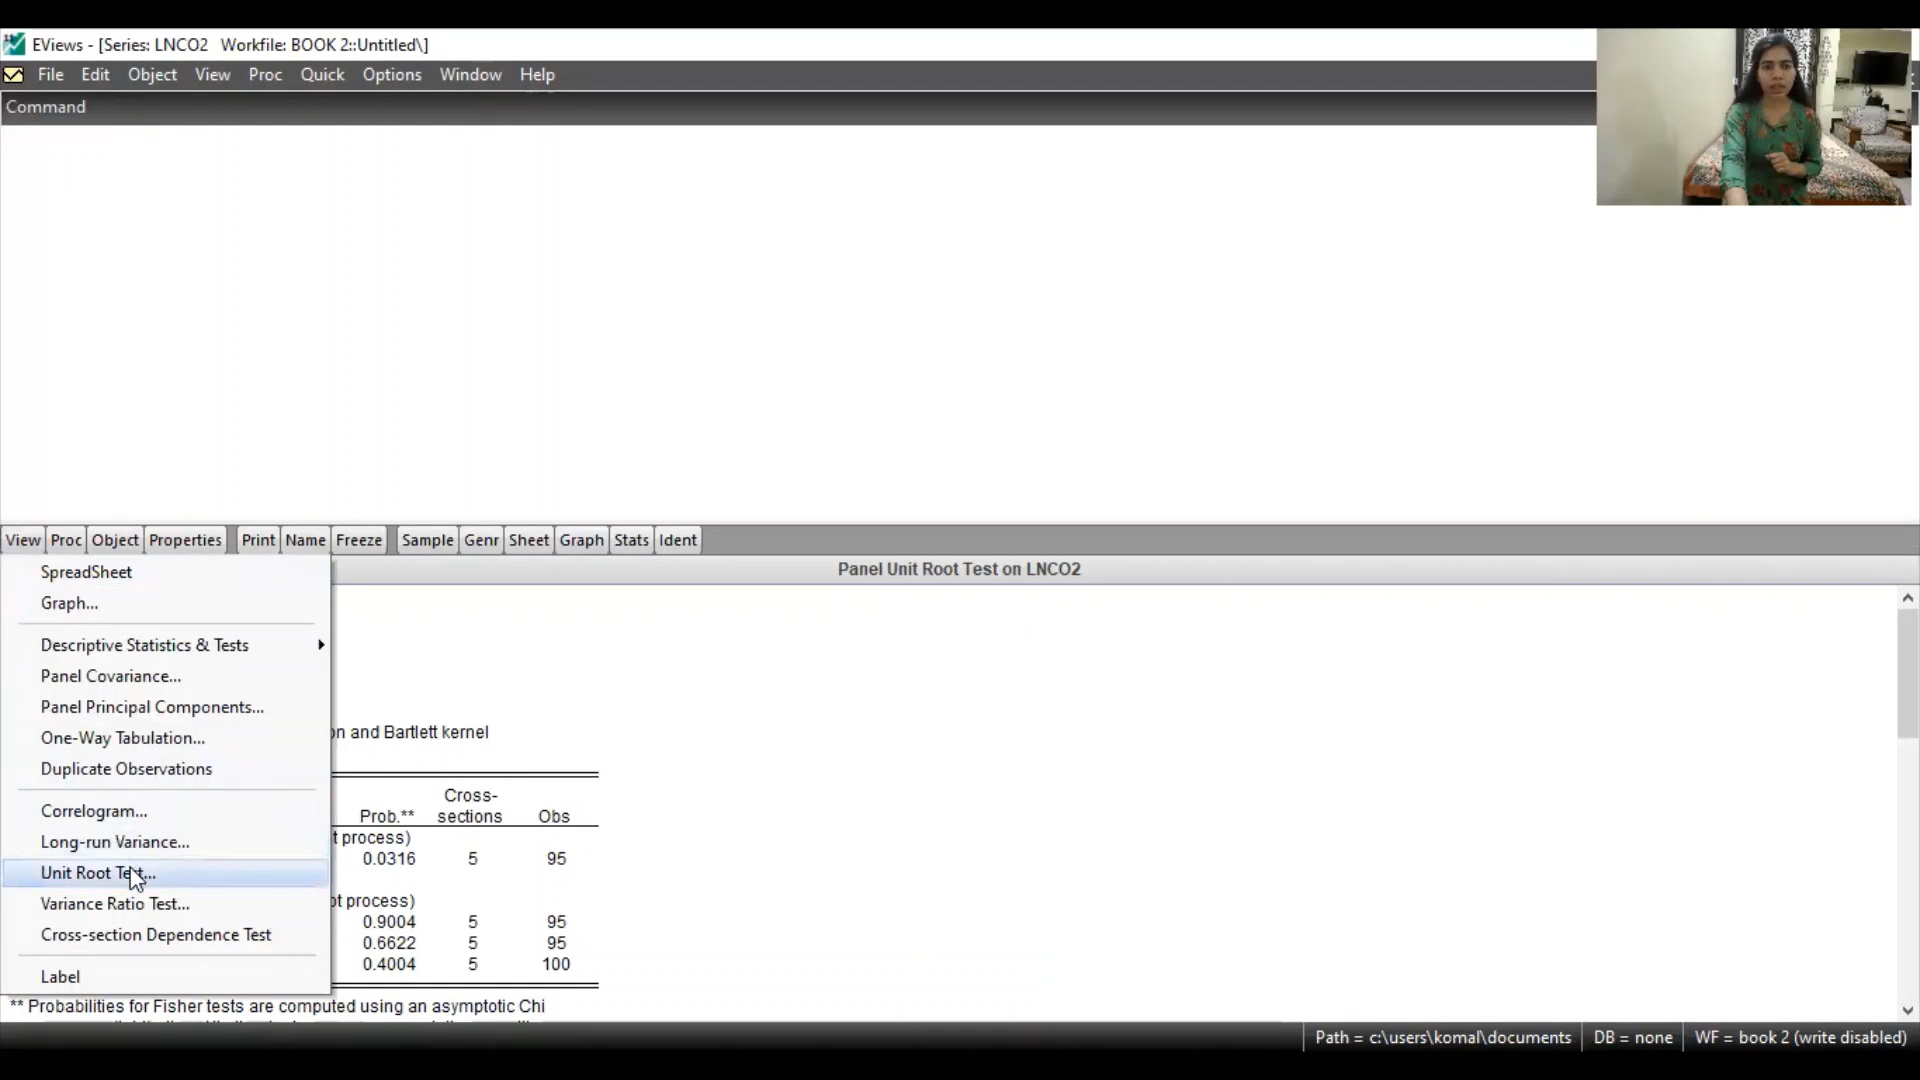 EViews - [Series: LNCO2 Workfile: BOOK 2::Untitled\]
File Edit Object View Proc Quick Options Window Help
Command
View Proc Object Properties Print Name Freeze Sample Genr Sheet Graph Stats Ident
Panel Unit Root Test on LNCO2
SpreadSheet
Graph...
Descriptive Statistics & Tests
Panel Covariance...
Panel Principal Components...
One-Way Tabulation...
Duplicate Observations
Correlogram...
Long-run Variance...
Unit Root Test...
Variance Ratio Test...
Cross-section Dependence Test
Label
on and Bartlett kernel
Cross-
Prob.** sections Obs
t process)
0.0316 5 95
ot process)
0.9004 5 95
0.6622 5 95
0.4004 5 100
** Probabilities for Fisher tests are computed using an asymptotic Chi
Path = c:\users\komal\documents DB = none WF = book 2 (write disabled)